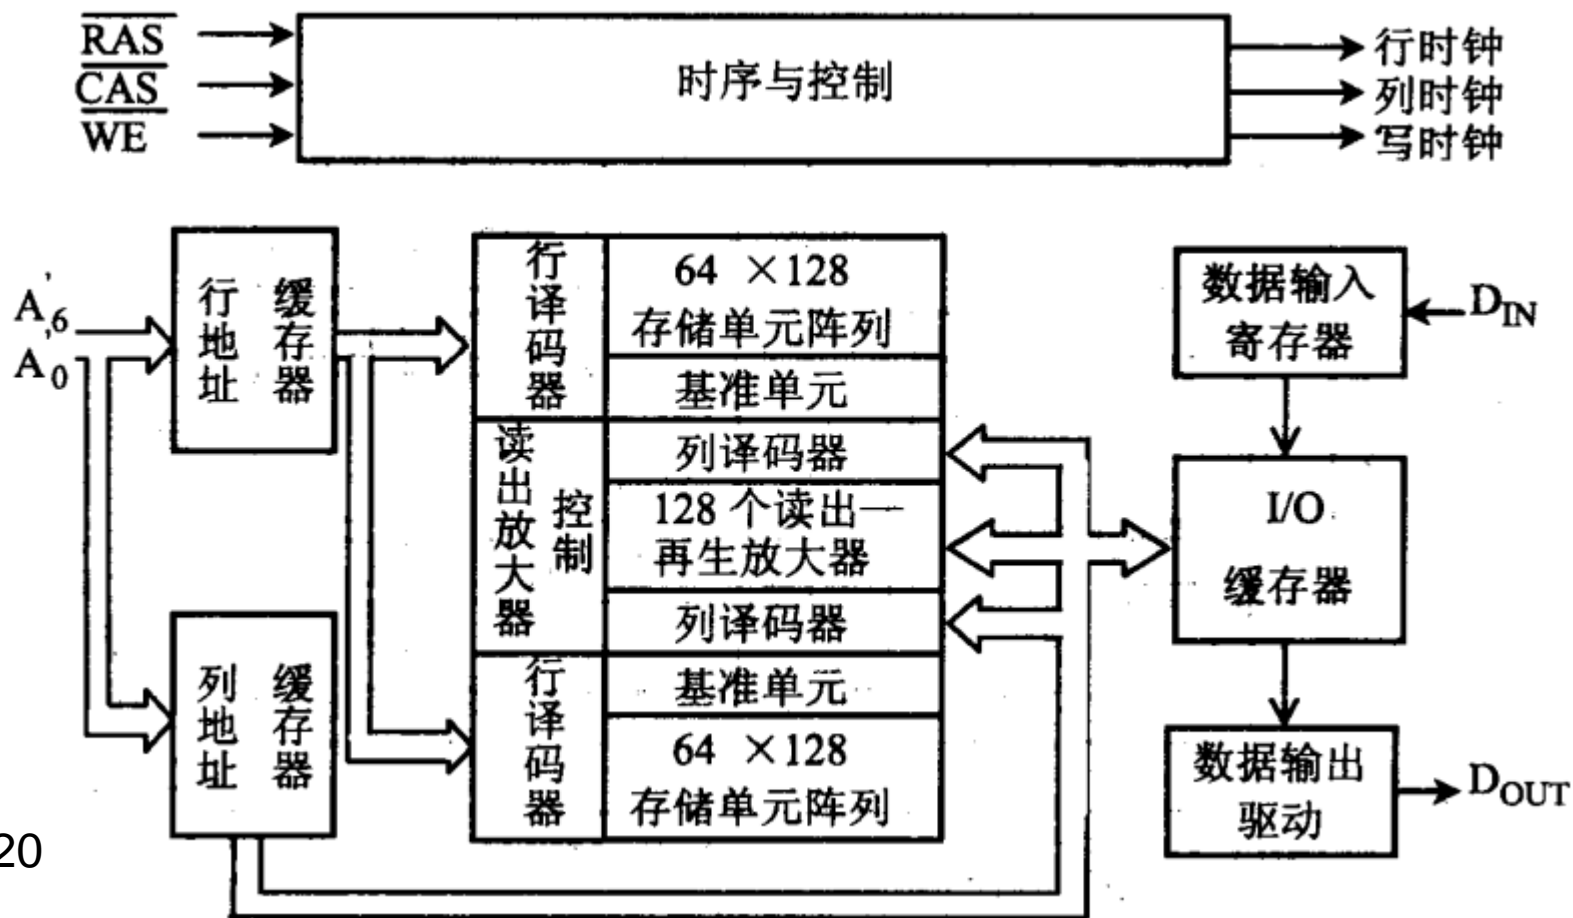 RAS
CAS
WE
时序与控制
行时钟
列时钟
写时钟
A'6
A'0
行地址
缓存器
列地址
缓存器
行译码器
64 ×128
存储单元阵列
基准单元
读出放大器
控制
列译码器
128 个读出一
再生放大器
列译码器
行译码器
基准单元
64 ×128
存储单元阵列
数据输入
寄存器
DIN
I/O
缓存器
数据输出
驱动
DOUT
20